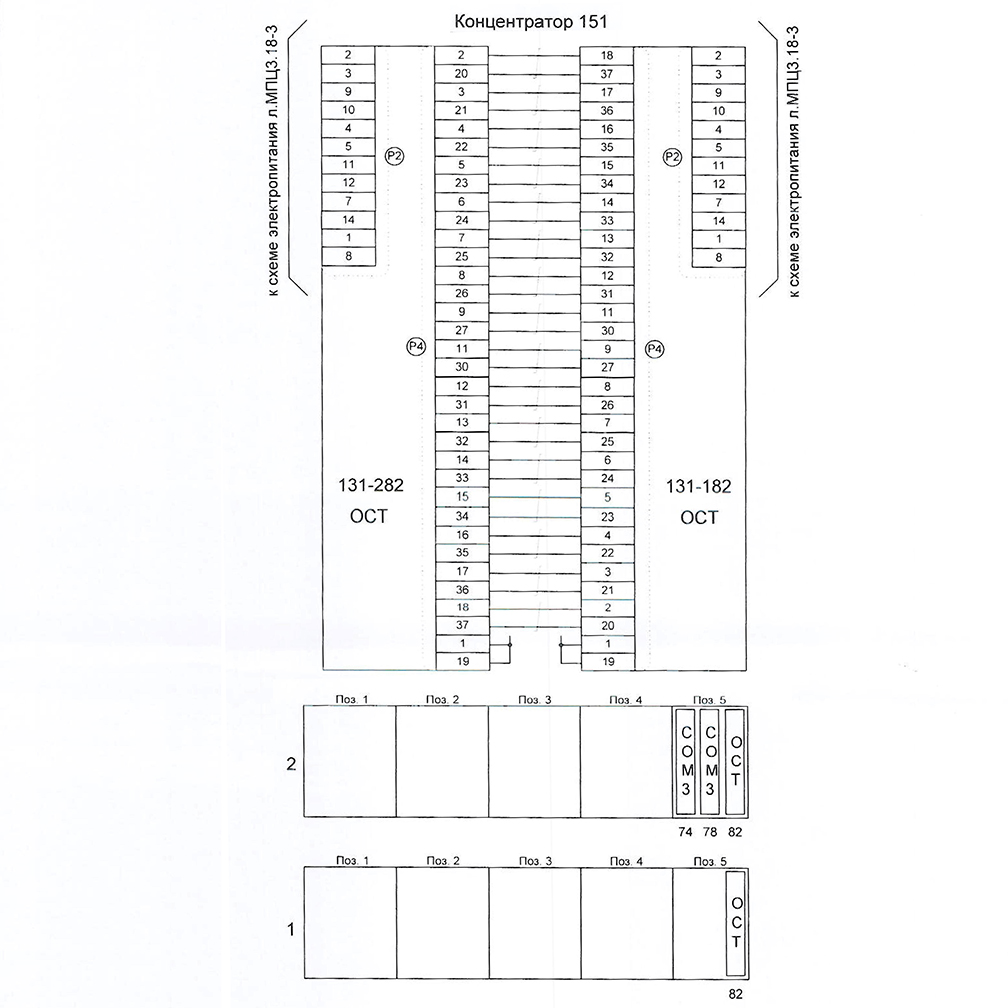 Концентратор 151
к схеме электропитания л.МПЦЗ.18-3
к схеме электропитания л.МПЦЗ.18-3
2 2 18 2
3 20 37 3
9 3 17 9
10 21 36 10
4 4 16 4
5 22 35 5
11 5 15 11
12 23 34 12
7 6 14 7
14 24 33 14
1 7 13 1
8 25 32 8
P2 P2
8 12
26 31
9 11
27 30
P4 11 9 P4
30 27
12 8
31 26
13 7
32 25
14 6
33 24
131-282 15 5 131-182
ОСТ 34 23 ОСТ
16 4
35 22
17 3
36 21
18 2
37 20
1 1
19 19
Поз. 1 Поз. 2 Поз. 3 Поз. 4 Поз. 5
2 СОМ3 СОМ3 ОСТ
74 78 82
Поз. 1 Поз. 2 Поз. 3 Поз. 4 Поз. 5
1 ОСТ
82